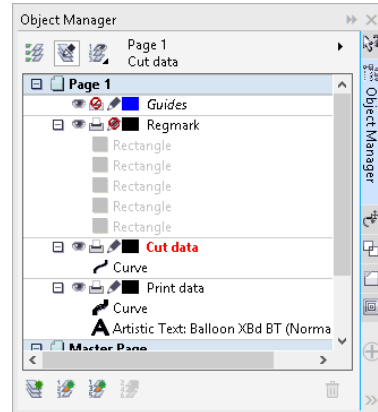 Object Manager
Page 1
Cut data
Page 1
Guides
Regmark
Rectangle
Rectangle
Rectangle
Rectangle
Rectangle
Cut data
Curve
Print data
Curve
Artistic Text: Balloon XBd BT (Norma
Master Page
Object Manager